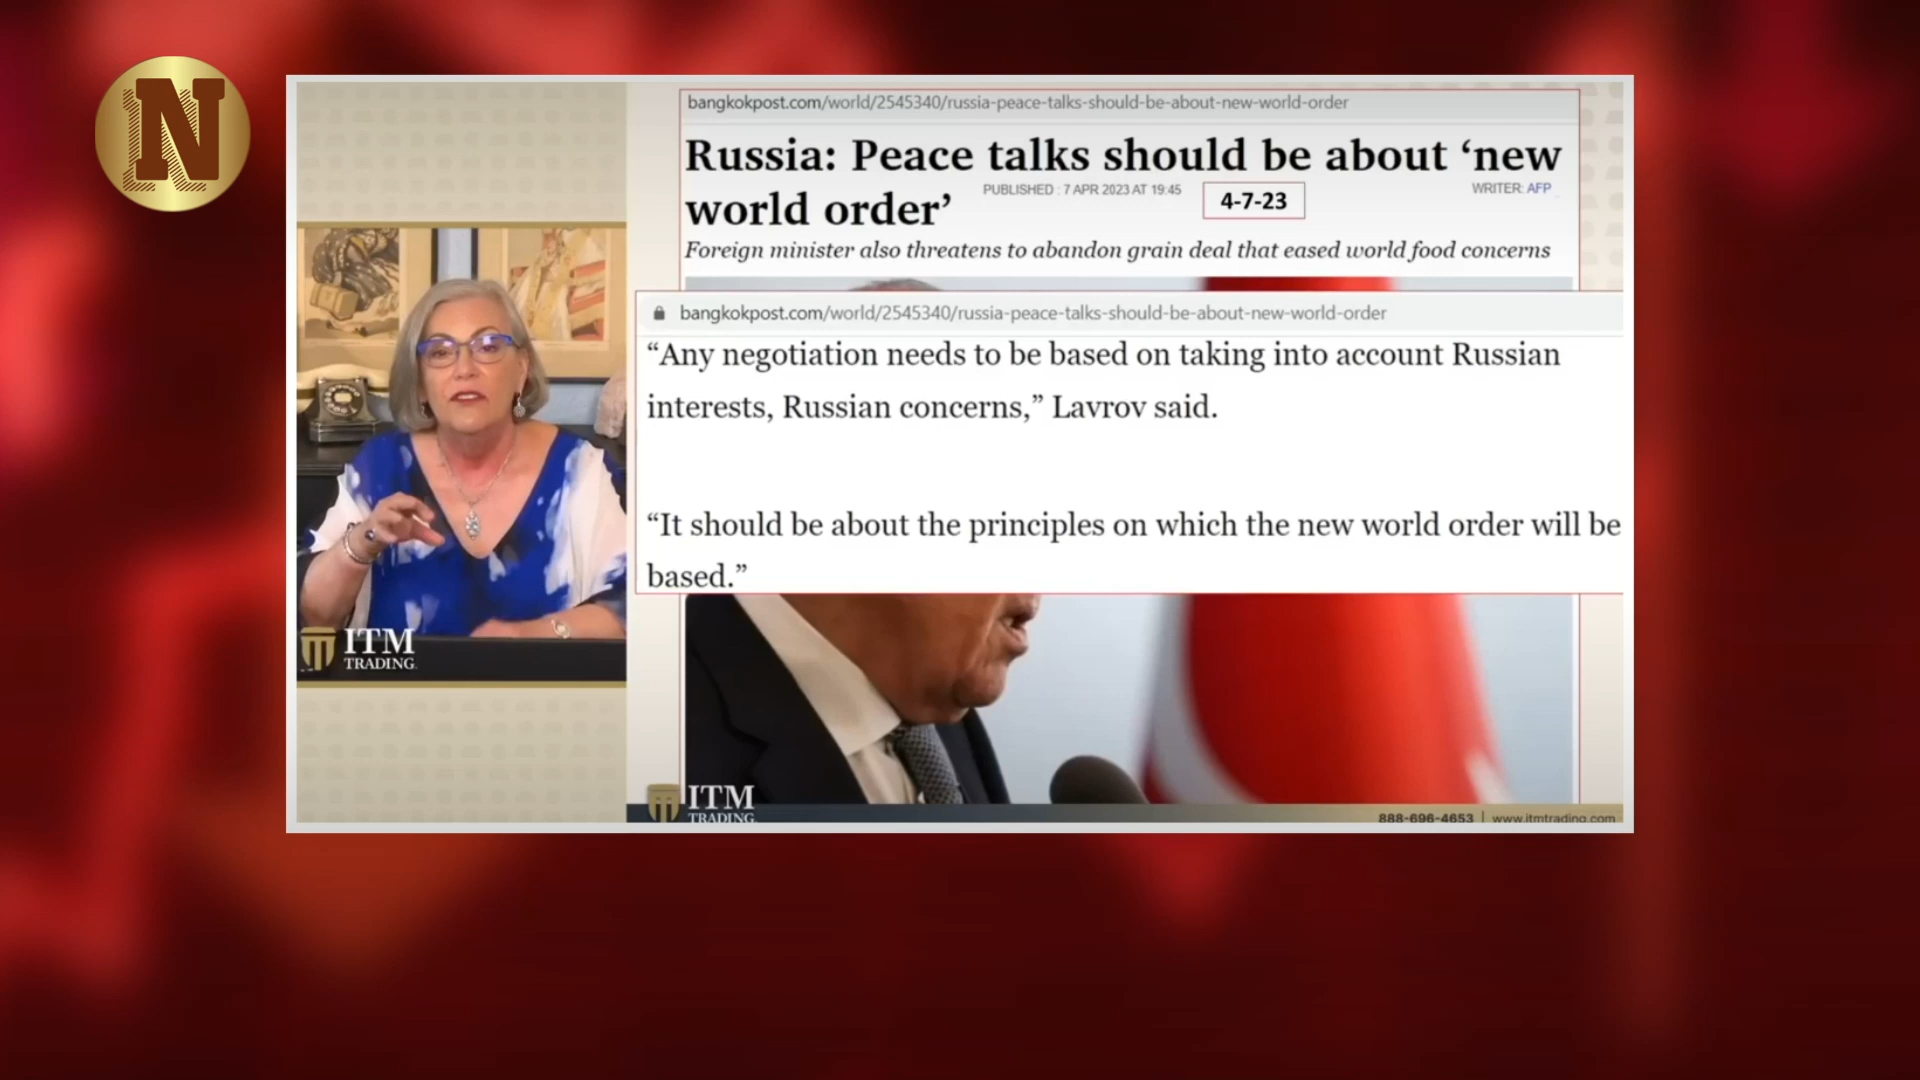 N
bangkokpost.com/world/2545340/russia-peace-talks-should-be-about-new-world-order
Russia: Peace talks should be about ‘new
world order’
PUBLISHED : 7 APR 2023 AT 19:45
4-7-23
WRITER: AFP
Foreign minister also threatens to abandon grain deal that eased world food concerns
bangkokpost.com/world/2545340/russia-peace-talks-should-be-about-new-world-order
“Any negotiation needs to be based on taking into account Russian
interests, Russian concerns,” Lavrov said.
“It should be about the principles on which the new world order will be
based.”
ITM
TRADING
ITM
TRADING
888-696-4653 | www.itmtrading.com